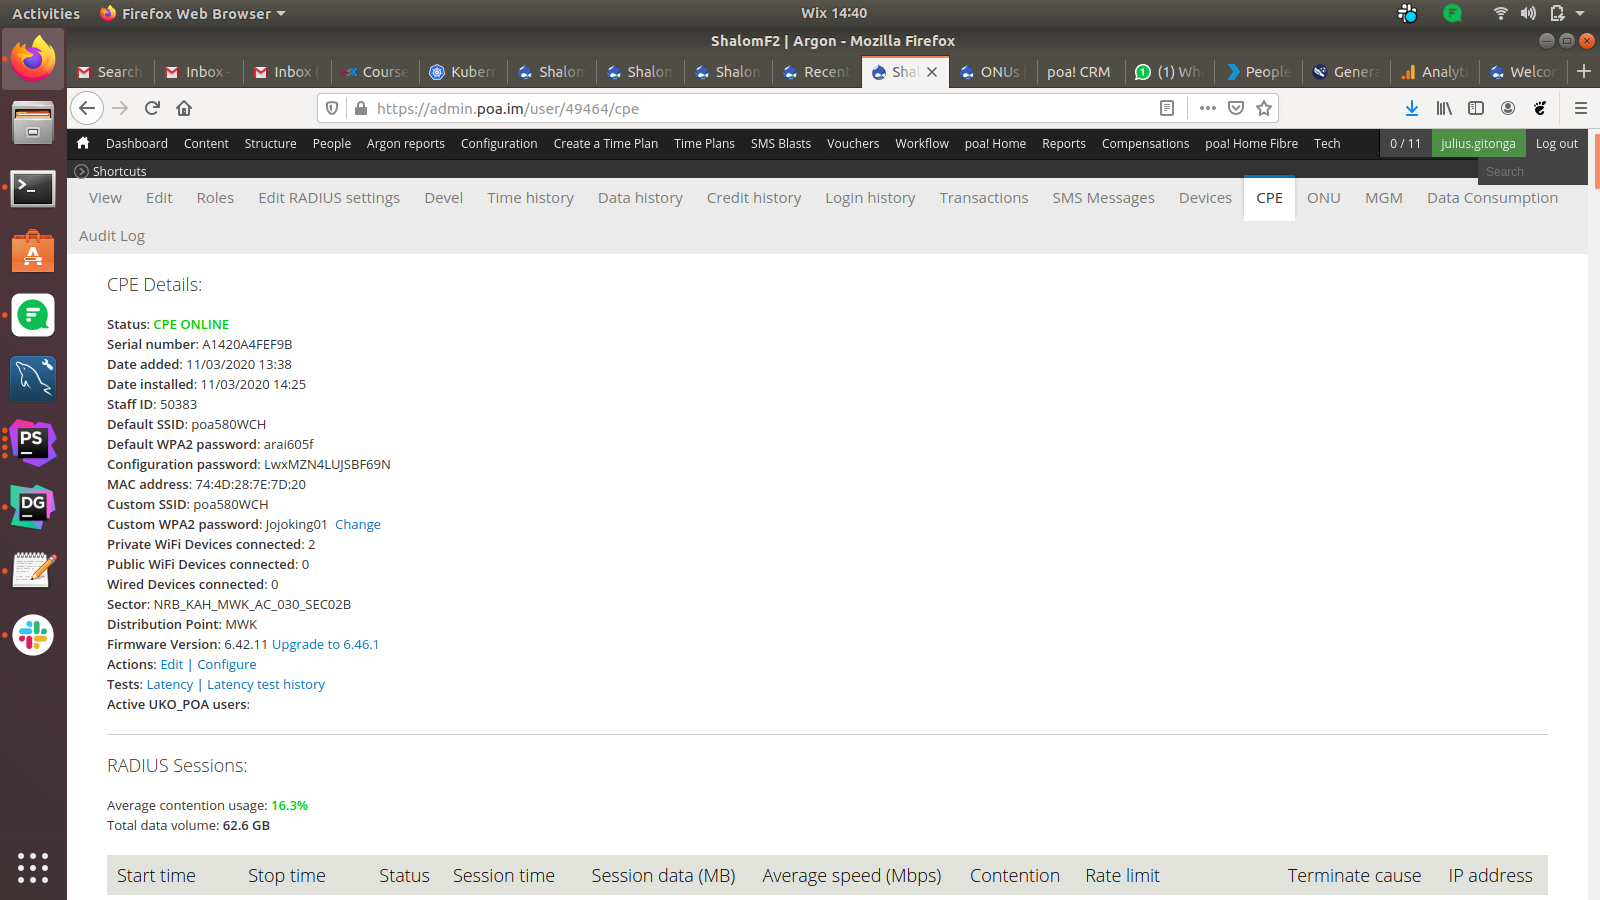 Activities
Firefox Web Browser
Wix 14:40
ShalomF2 | Argon - Mozilla Firefox
Search
Inbox -
Inbox (
Course
Kuber
Shalom
Shalom
Shalom
Recent
Shal
ONUs |
poa! CRM
(1) Wh
People
Genera
Analyt
Welco
https://admin.poa.im/user/49464/cpe
Dashboard Content Structure People Argon reports Configuration Create a Time Plan Time Plans SMS Blasts Vouchers Workflow poa! Home Reports Compensations poa! Home Fibre Tech 0 / 11 julius.gitonga Log out
Shortcuts
Search
View Edit Roles Edit RADIUS settings Devel Time history Data history Credit history Login history Transactions SMS Messages Devices CPE ONU MGM Data Consumption
Audit Log
CPE Details:
Status: CPE ONLINE
Serial number: A1420A4FEF9B
Date added: 11/03/2020 13:38
Date installed: 11/03/2020 14:25
Staff ID: 50383
Default SSID: poa580WCH
Default WPA2 password: arai605f
Configuration password: LwxMZN4LUJSBF69N
MAC address: 74:4D:28:7E:7D:20
Custom SSID: poa580WCH
Custom WPA2 password: Jojoking01 Change
Private WiFi Devices connected: 2
Public WiFi Devices connected: 0
Wired Devices connected: 0
Sector: NRB_KAH_MWK_AC_030_SEC02B
Distribution Point: MWK
Firmware Version: 6.42.11 Upgrade to 6.46.1
Actions: Edit | Configure
Tests: Latency | Latency test history
Active UKO_POA users:
RADIUS Sessions:
Average contention usage: 16.3%
Total data volume: 62.6 GB
Start time Stop time Status Session time Session data (MB) Average speed (Mbps) Contention Rate limit Terminate cause IP address
PS
DG